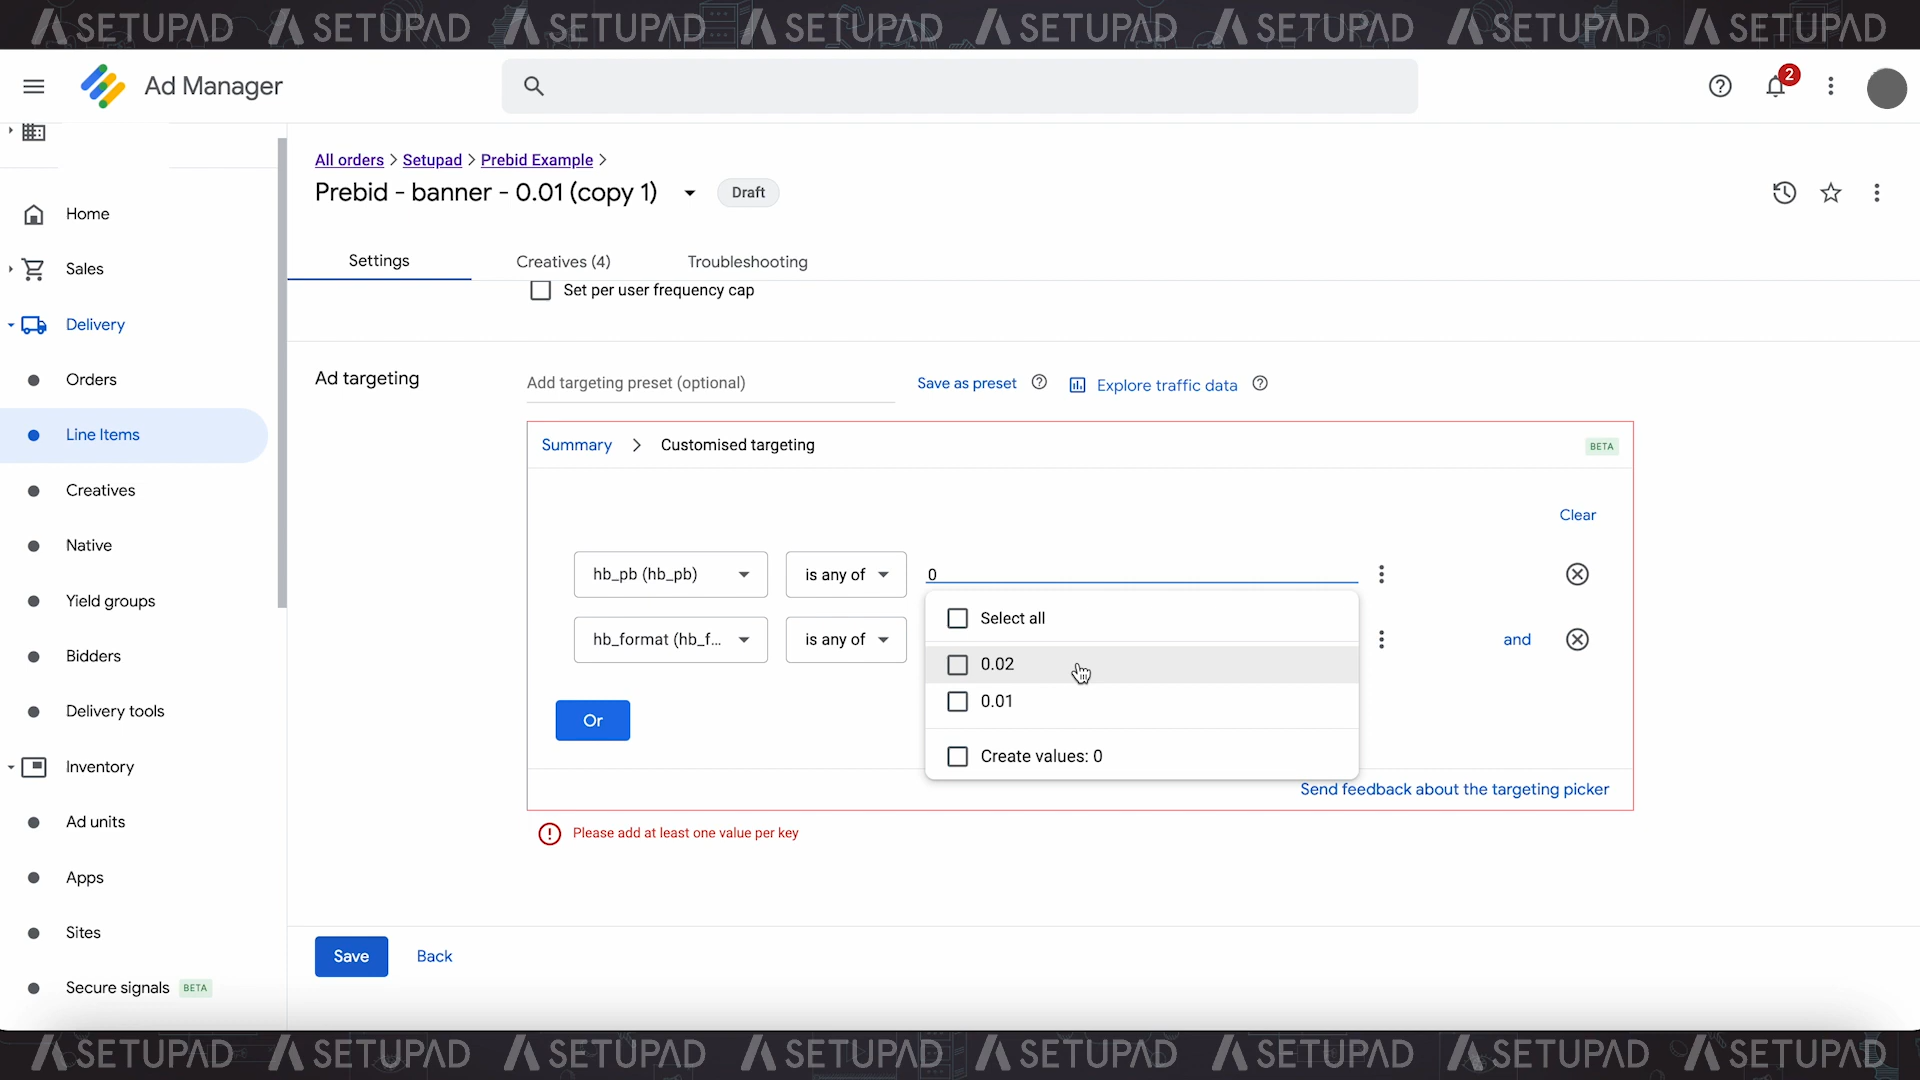 SETUPAD SETUPAD SETUPAD SETUPAD SETUPAD SETUPAD SETUPAD SETUPAD
Ad Manager
2
All orders > Setupad > Prebid Example >
Prebid - banner - 0.01 (copy 1) Draft
Home
Sales
Delivery
Orders
Line Items
Creatives
Native
Yield groups
Bidders
Delivery tools
Inventory
Ad units
Apps
Sites
Secure signals BETA
Settings Creatives (4) Troubleshooting
Set per user frequency cap
Ad targeting
Add targeting preset (optional) Save as preset Explore traffic data
Summary > Customised targeting BETA
Clear
hb_pb (hb_pb) is any of 0
Select all
hb_format (hb_f... is any of and
0.02
0.01
Or
Create values: 0
Send feedback about the targeting picker
Please add at least one value per key
Save Back
SETUPAD SETUPAD SETUPAD SETUPAD SETUPAD SETUPAD SETUPAD SETUPAD